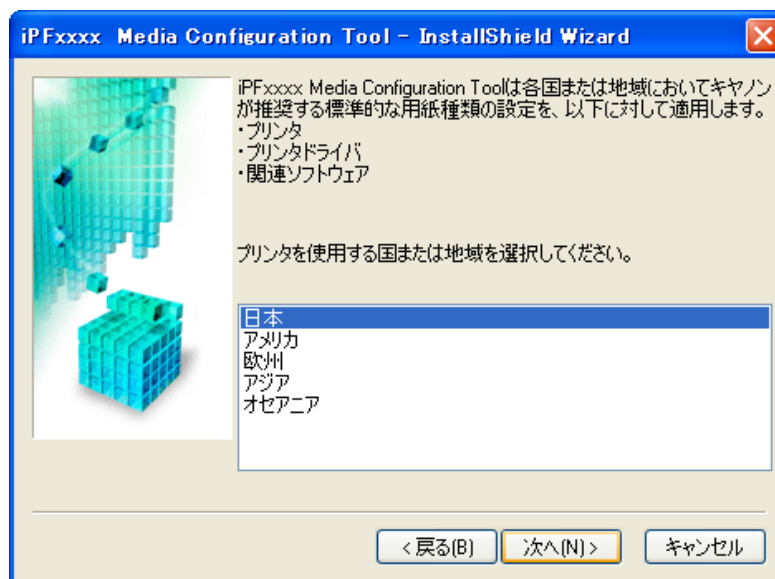 iPFxxxx Media Configuration Tool - InstallShield Wizard
iPFxxxx Media Configuration Toolは各国または地域においてキヤノン
が推奨する標準的な用紙種類の設定を、以下に対して適用します。
・プリンタ
・プリンタドライバ
・関連ソフトウェア
プリンタを使用する国または地域を選択してください。
日本
アメリカ
欧州
アジア
オセアニア
< 戻る(B)
次へ(N) >
キャンセル